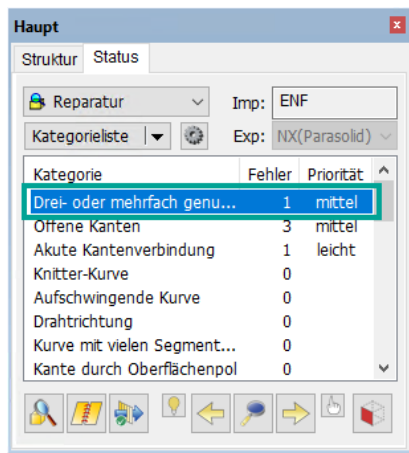 Haupt
Struktur Status
Reparatur Imp: ENF
Kategorieliste Exp: NX(Parasolid)
Kategorie Fehler Priorität
Drei- oder mehrfach genu... 1 mittel
Offene Kanten 3 mittel
Akute Kantenverbindung 1 leicht
Knitter-Kurve 0
Aufschwingende Kurve 0
Drahtrichtung 0
Kurve mit vielen Segment... 0
Kante durch Oberflächenpol 0